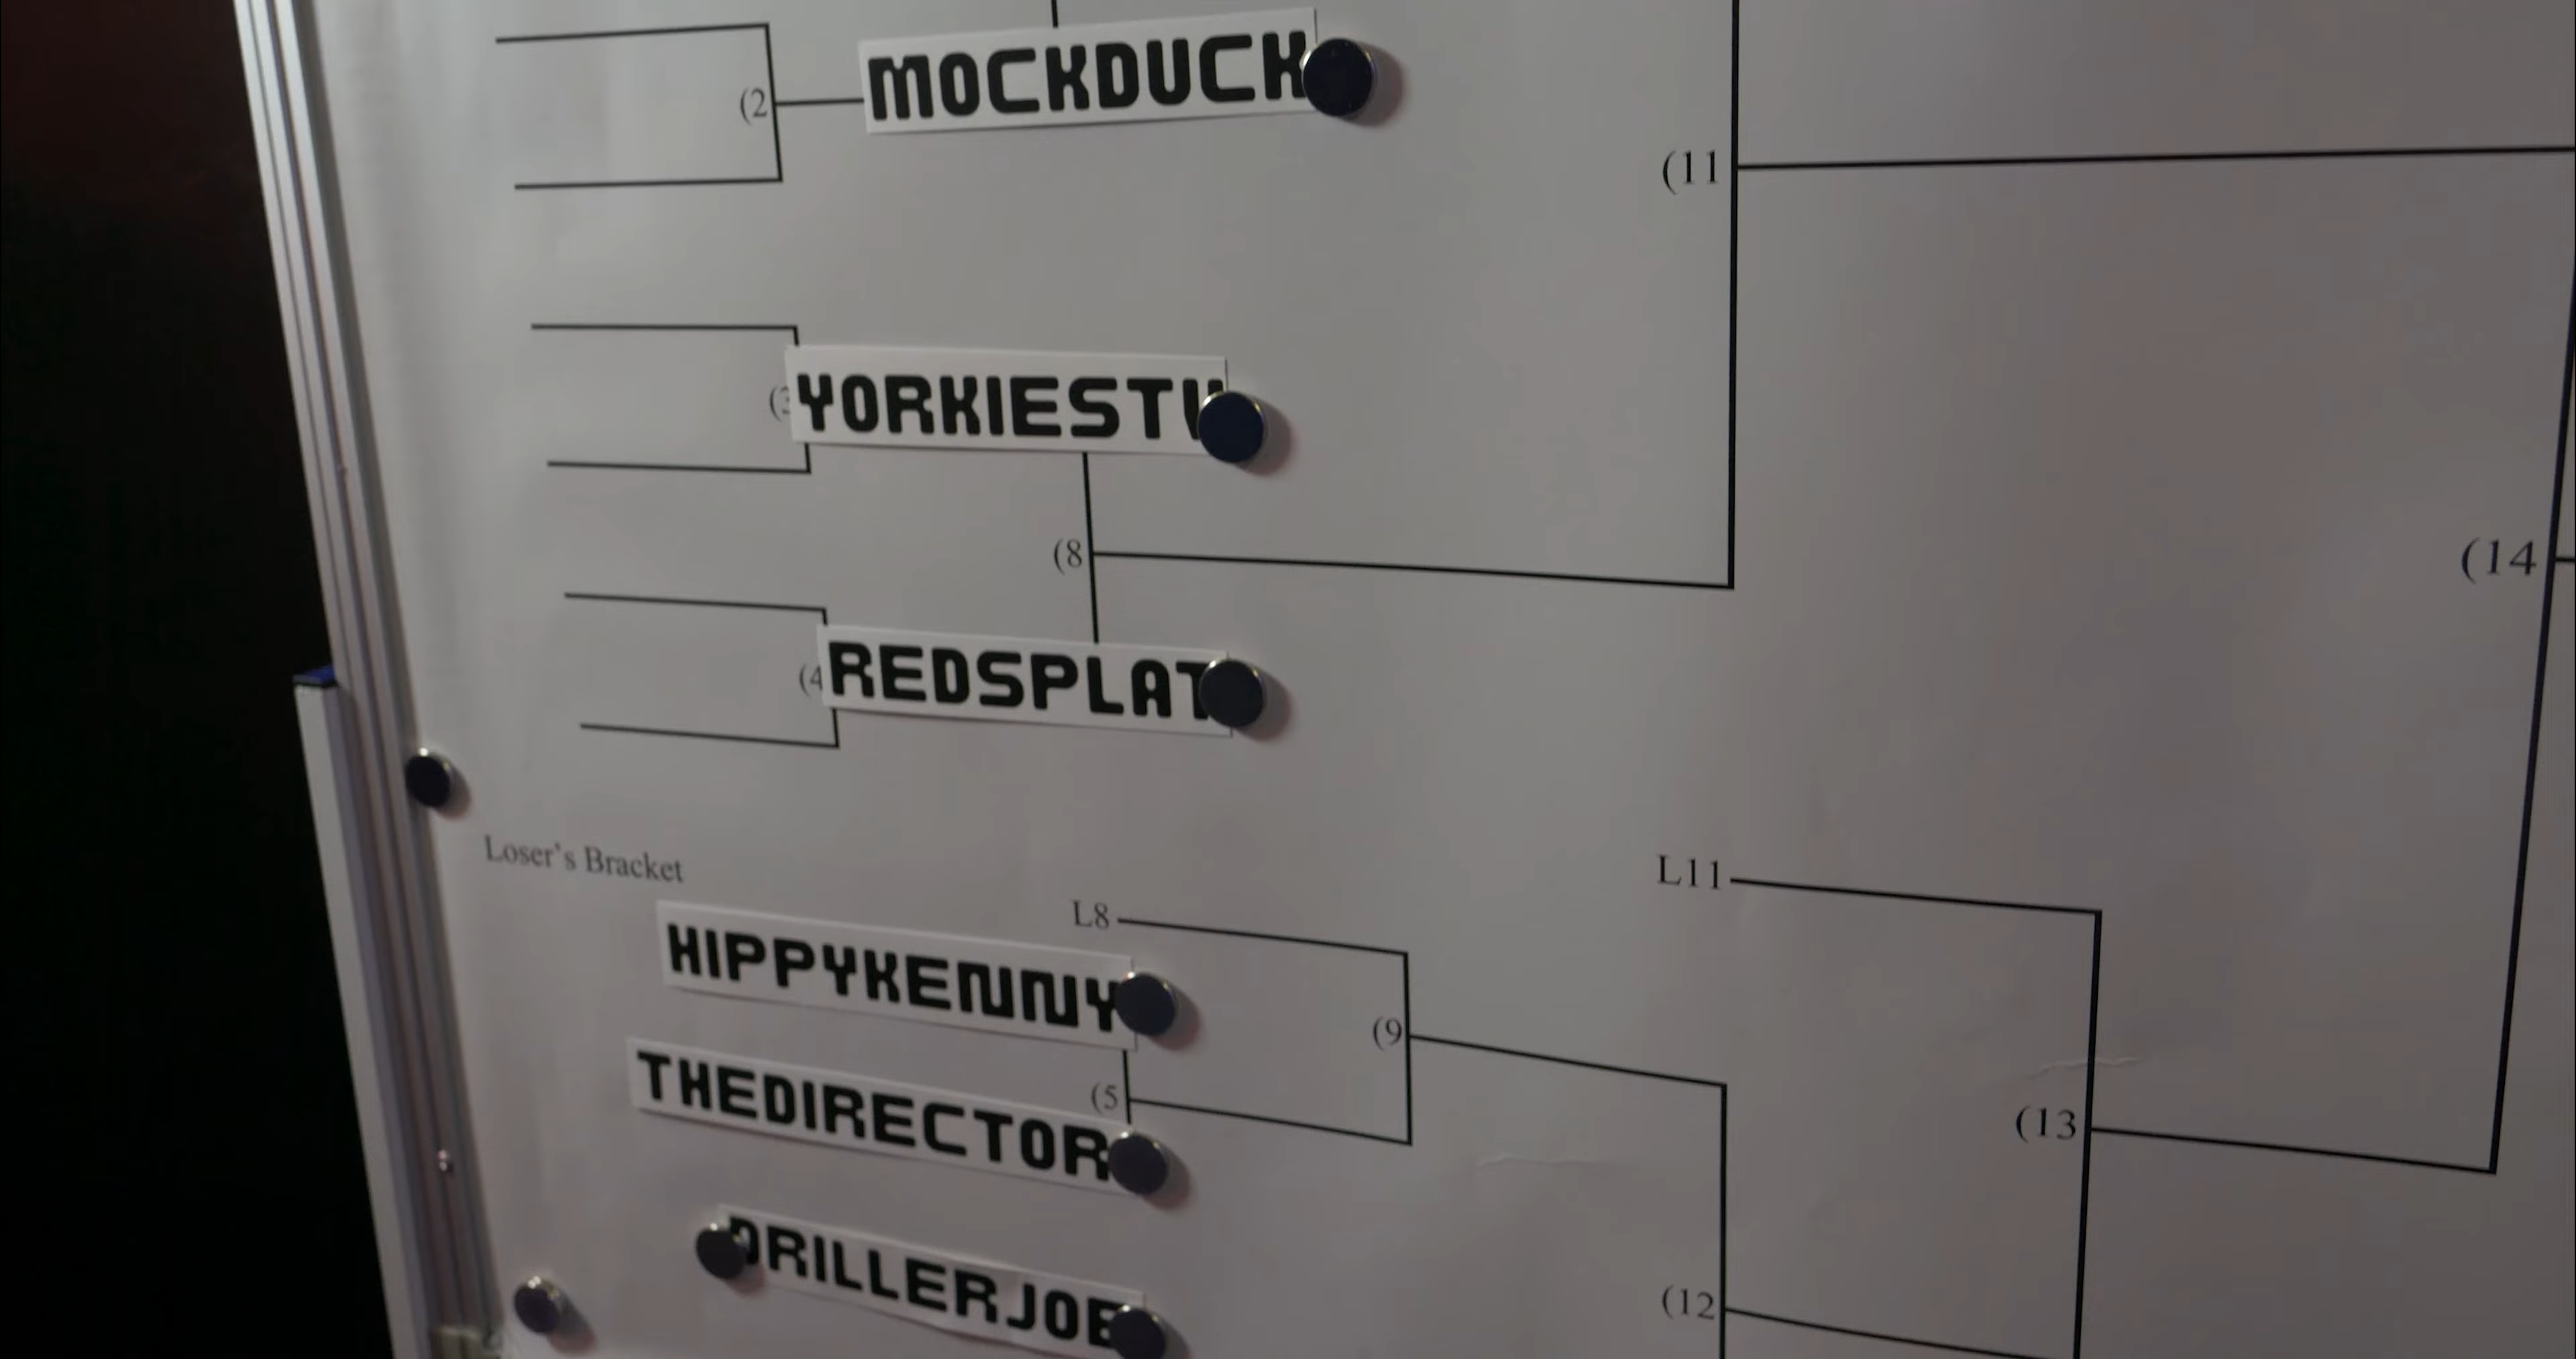 (2
MOCKDUCK
(11
YORKIESTV
(8
(14
(4
REDSPLAT
Loser's Bracket
L11
L8
HIPPYKENNY
(9
(5
THEDIRECTOR
(13
DRILLERJOE
(12